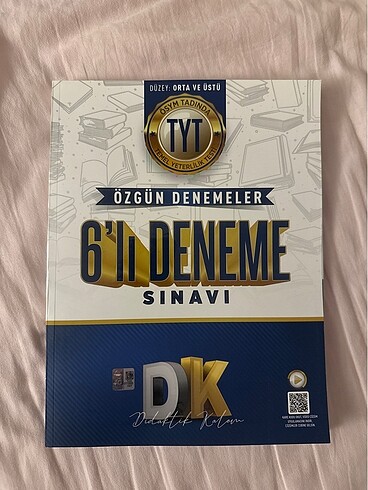 DÜZEY: ORTA VE ÜSTÜ
ÖSYM TADINDA
TYT
TEMEL YETERLİLİK TESTİ
ÖZGÜN DENEMELER
6'lı DENEME
SINAVI
DK
Didaktik Kalem